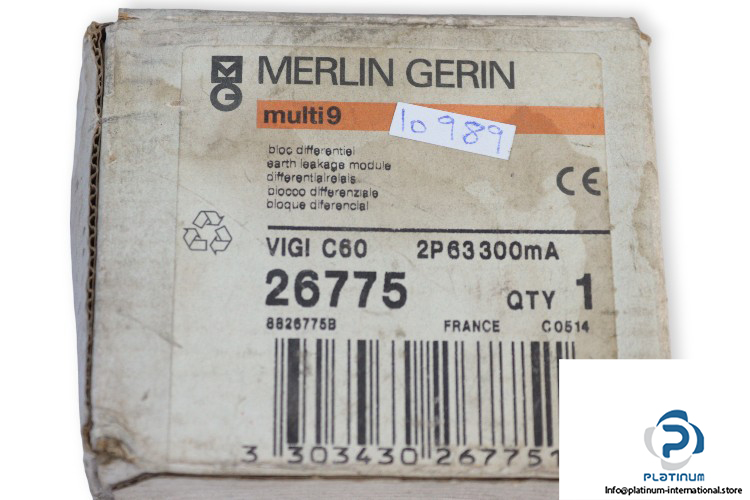 MERLIN GERIN
multi9
10989
bloc differentiel
earth leakage module
differentialrelais
blocco differenziale
bloque diferencial
CE
VIGI C60 2P63300mA
26775 QTY 1
8826775B FRANCE C0514
3 303430 267751
PLATINUM
Info@platinum-international.store